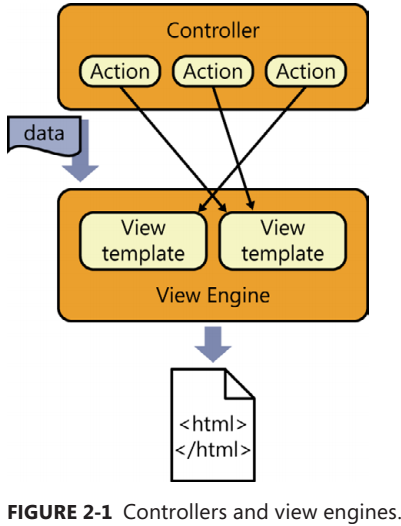 Controller
Action
Action
Action
data
View
template
View
template
View Engine
<html>
</html>
FIGURE 2-1 Controllers and view engines.